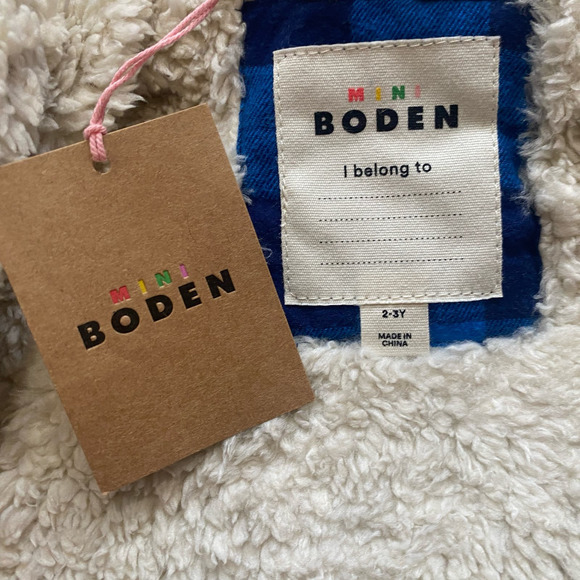 MINI
BODEN
I belong to
2-3Y
MADE IN
CHINA
MINI
BODEN